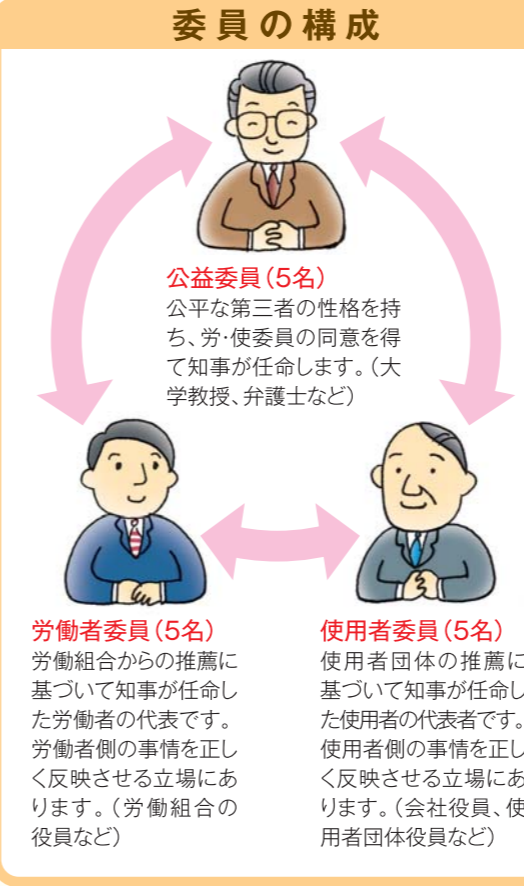 委員の構成
公益委員(5名)
公平な第三者の性格を持
ち、労・使委員の同意を得
て知事が任命します。(大
学教授、弁護士など)
労働者委員(5名)
労働組合からの推薦に
基づいて知事が任命し
た労働者の代表です。
労働者側の事情を正し
く反映させる立場にあ
ります。(労働組合の
役員など)
使用者委員(5名)
使用者団体の推薦に
基づいて知事が任命し
た使用者の代表者です。
使用者側の事情を正し
く反映させる立場にあ
ります。(会社役員、使
用者団体役員など)